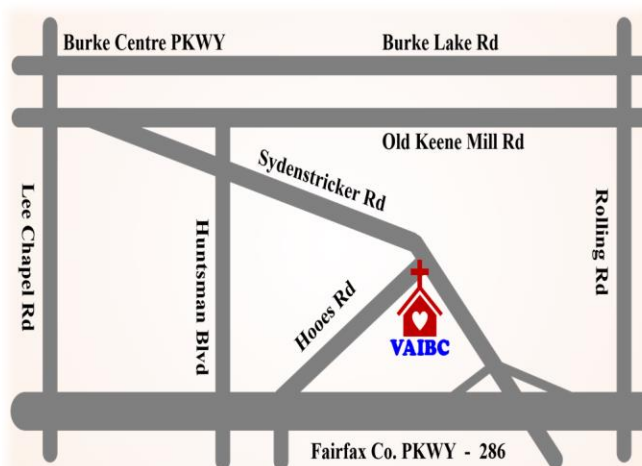 Burke Centre PKWY
Burke Lake Rd
Old Keene Mill Rd
Sydenstricker Rd
Lee Chapel Rd
Huntsman Blvd
Rolling Rd
Hooes Rd
VAIBC
Fairfax Co. PKWY - 286